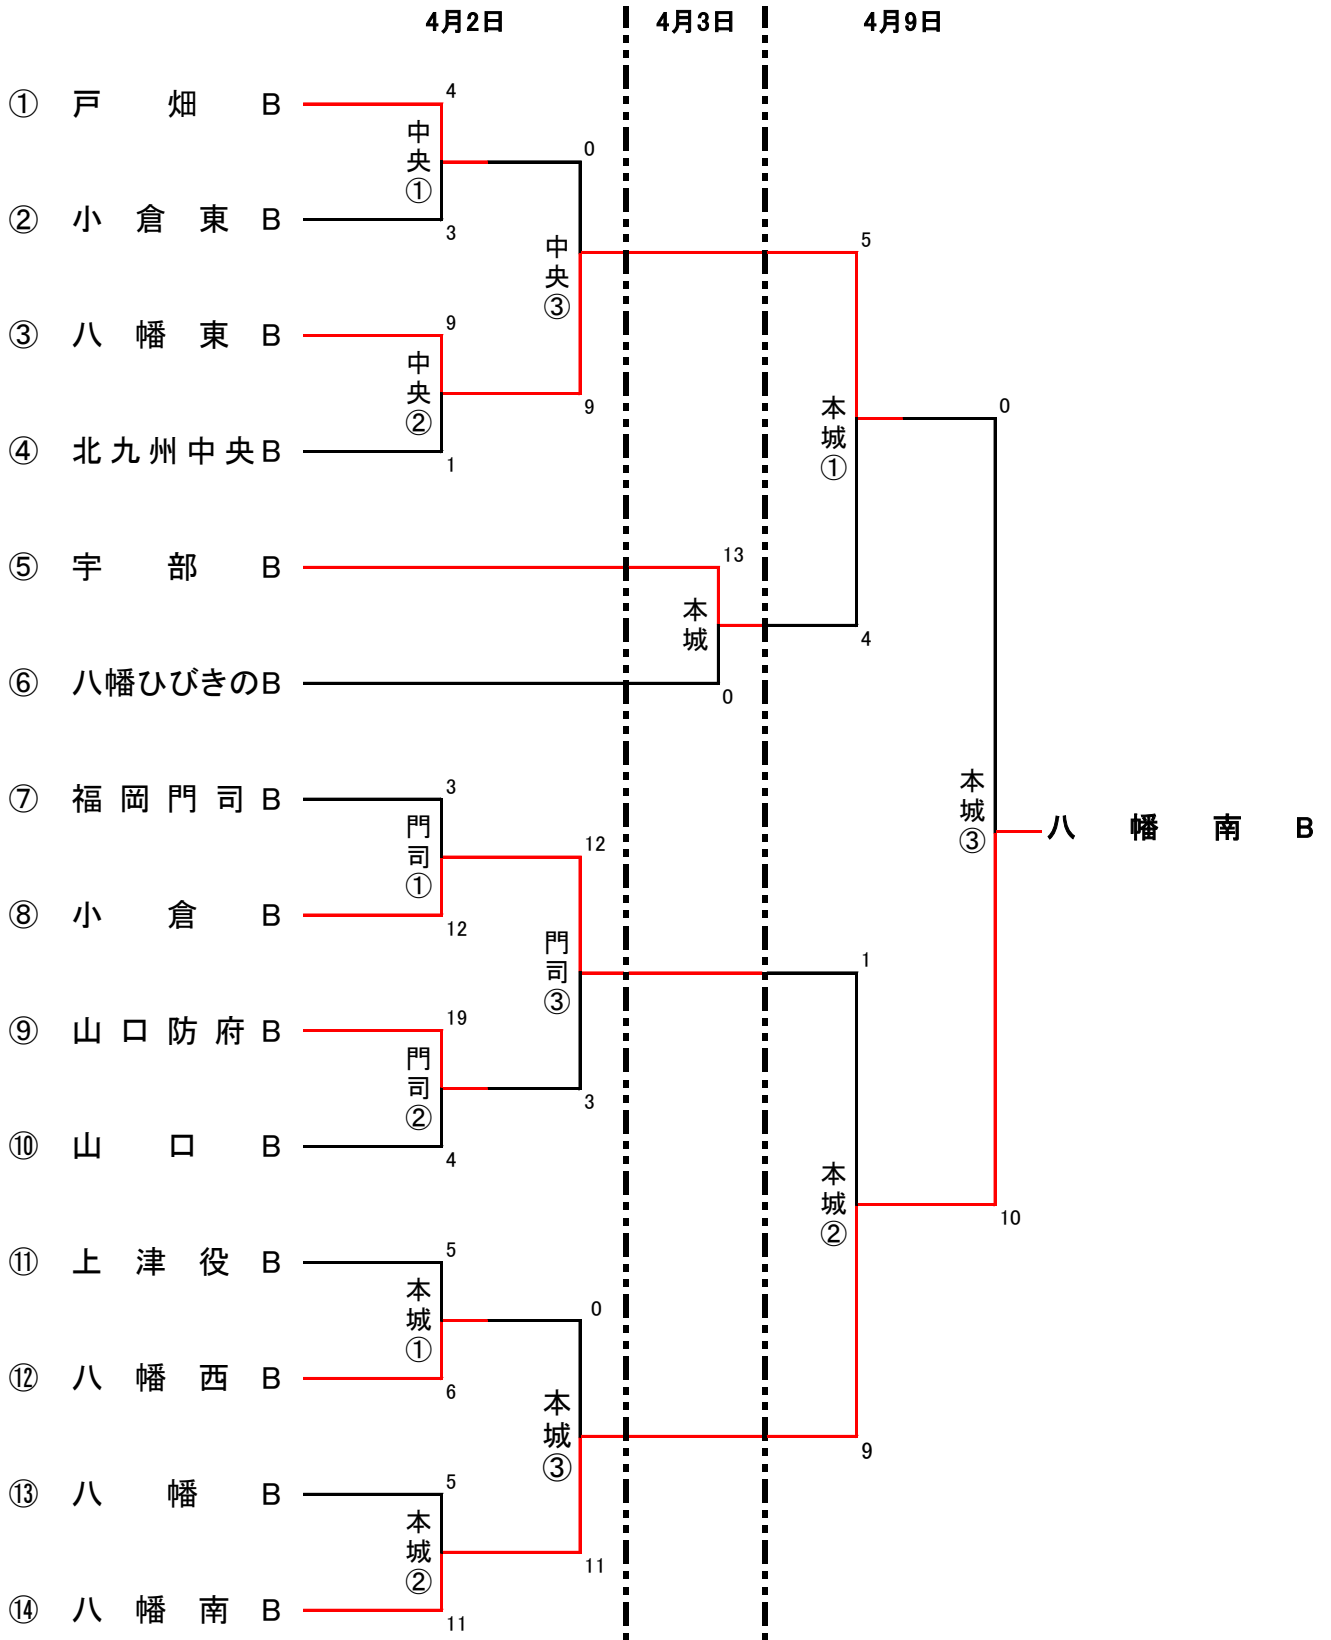 4月2日 4月3日 4月9日
① 戸畑 B
4
中央①
0
② 小倉東 B
3
中央③
5
③ 八幡東 B
9
中央②
9
④ 北九州中央B
1
本城①
0
⑤ 宇部 B
13
本城
4
⑥ 八幡ひびきのB
0
⑦ 福岡門司 B
3
門司①
12
⑧ 小倉 B
12
門司③
1
本城③
八幡南 B
⑨ 山口防府 B
19
門司②
3
⑩ 山口 B
4
本城②
10
⑪ 上津役 B
5
本城①
0
⑫ 八幡西 B
6
本城③
9
⑬ 八幡 B
5
本城②
11
⑭ 八幡南 B
11